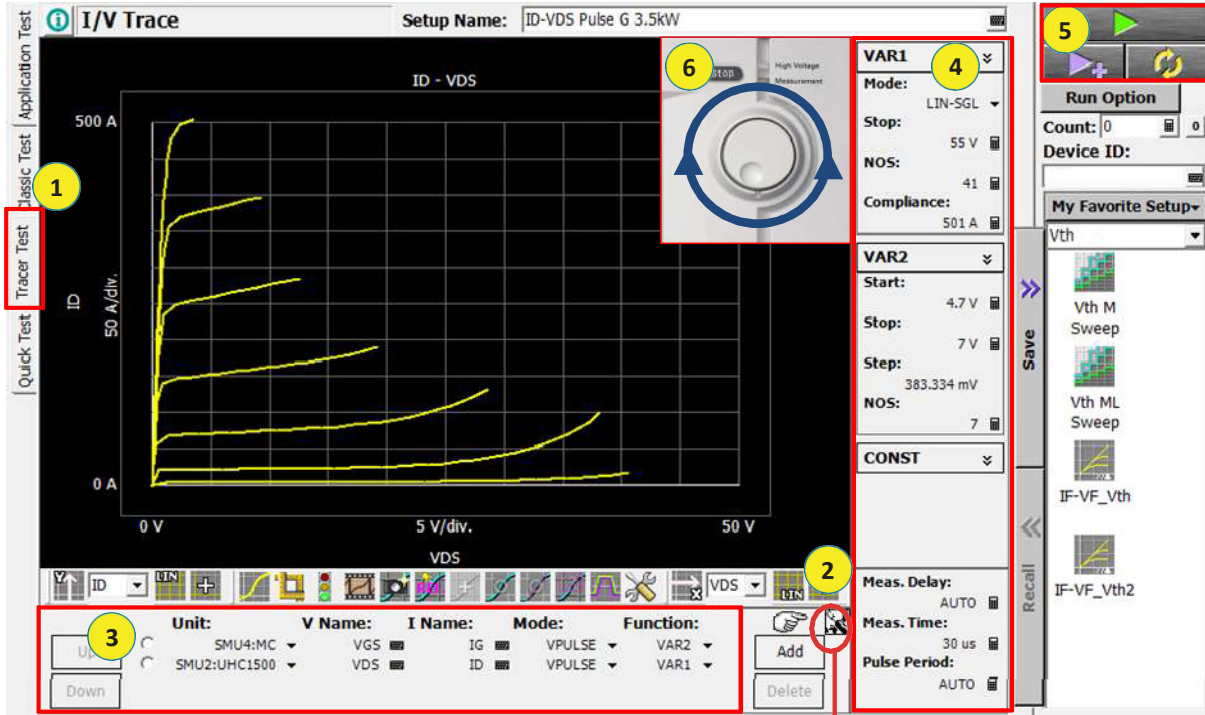 Application Test
Classic Test
Tracer Test
Quick Test
I/V Trace
Setup Name:
ID-VDS Pulse G 3.5kW
ID - VDS
500 A
ID
50 A/div.
0 A
0 V
5 V/div.
50 V
VDS
1
6
Stop
High Voltage
Measurement
VAR1
4
Mode:
LIN-SGL
Stop:
55 V
NOS:
41
Compliance:
501 A
VAR2
Start:
4.7 V
Stop:
7 V
Step:
383.334 mV
NOS:
7
CONST
Meas. Delay:
AUTO
Meas. Time:
30 us
Pulse Period:
AUTO
Save
Recall
5
Run Option
Count: 0
0
Device ID:
My Favorite Setup
Vth
Vth M
Sweep
Vth ML
Sweep
IF-VF_Vth
IF-VF_Vth2
Y
ID
LIN
X
VDS
LIN
2
3
Up
Down
Unit: V Name: I Name: Mode: Function:
SMU4:MC VGS IG VPULSE VAR2
SMU2:UHC1500 VDS ID VPULSE VAR1
Add
Delete